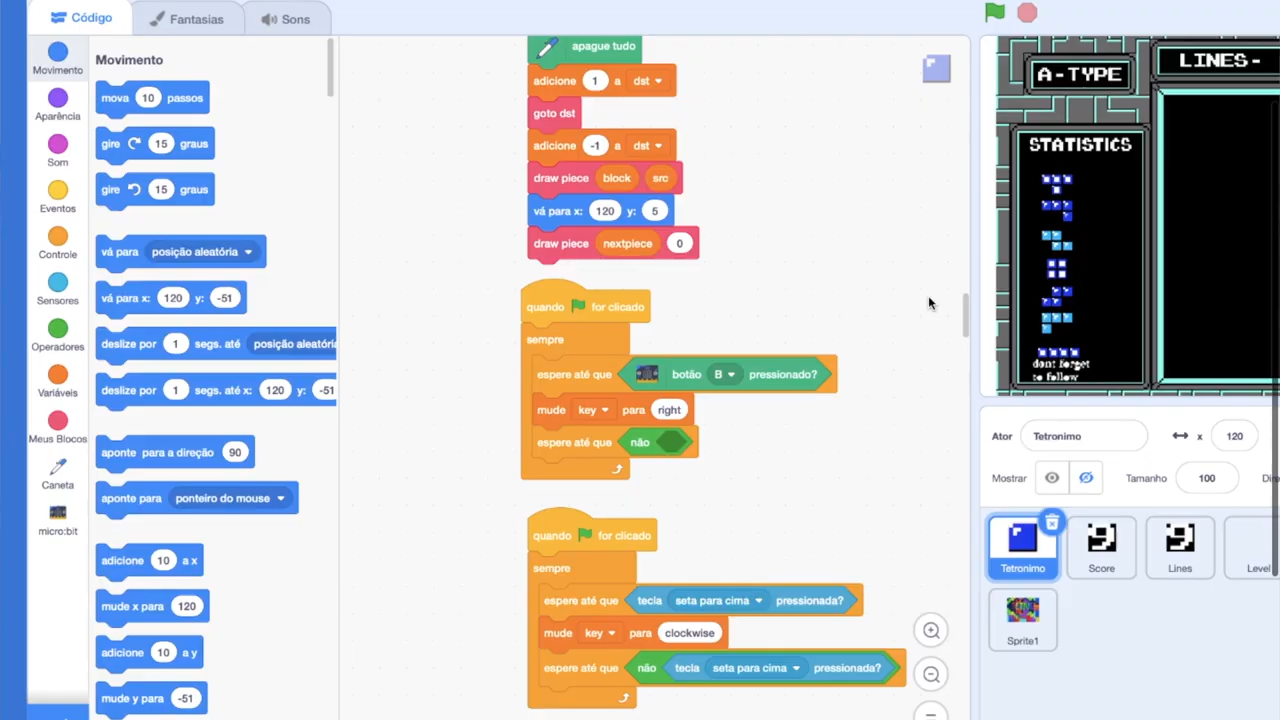 Código
Fantasias
Sons
Movimento
Aparência
Som
Eventos
Controle
Sensores
Operadores
Variáveis
Meus Blocos
Caneta
micro:bit
Movimento
mova 10 passos
gire 15 graus
gire 15 graus
vá para posição aleatória
vá para x: 120 y: -51
deslize por 1 segs. até posição aleatória
deslize por 1 segs. até x: 120 y: -51
aponte para a direção 90
aponte para ponteiro do mouse
adicione 10 a x
mude x para 120
adicione 10 a y
mude y para -51
apague tudo
adicione 1 a dst
goto dst
adicione -1 a dst
draw piece block src
vá para x: 120 y: 5
draw piece nextpiece 0
quando for clicado
sempre
espere até que botão B pressionado?
mude key para right
espere até que não
quando for clicado
sempre
espere até que tecla seta para cima pressionada?
mude key para clockwise
espere até que não tecla seta para cima pressionada?
A-TYPE
LINES-
STATISTICS
dont forget
to follow
Ator Tetronimo x 120
Mostrar Tamanho 100
Tetronimo
Score
Lines
Level
Sprite1